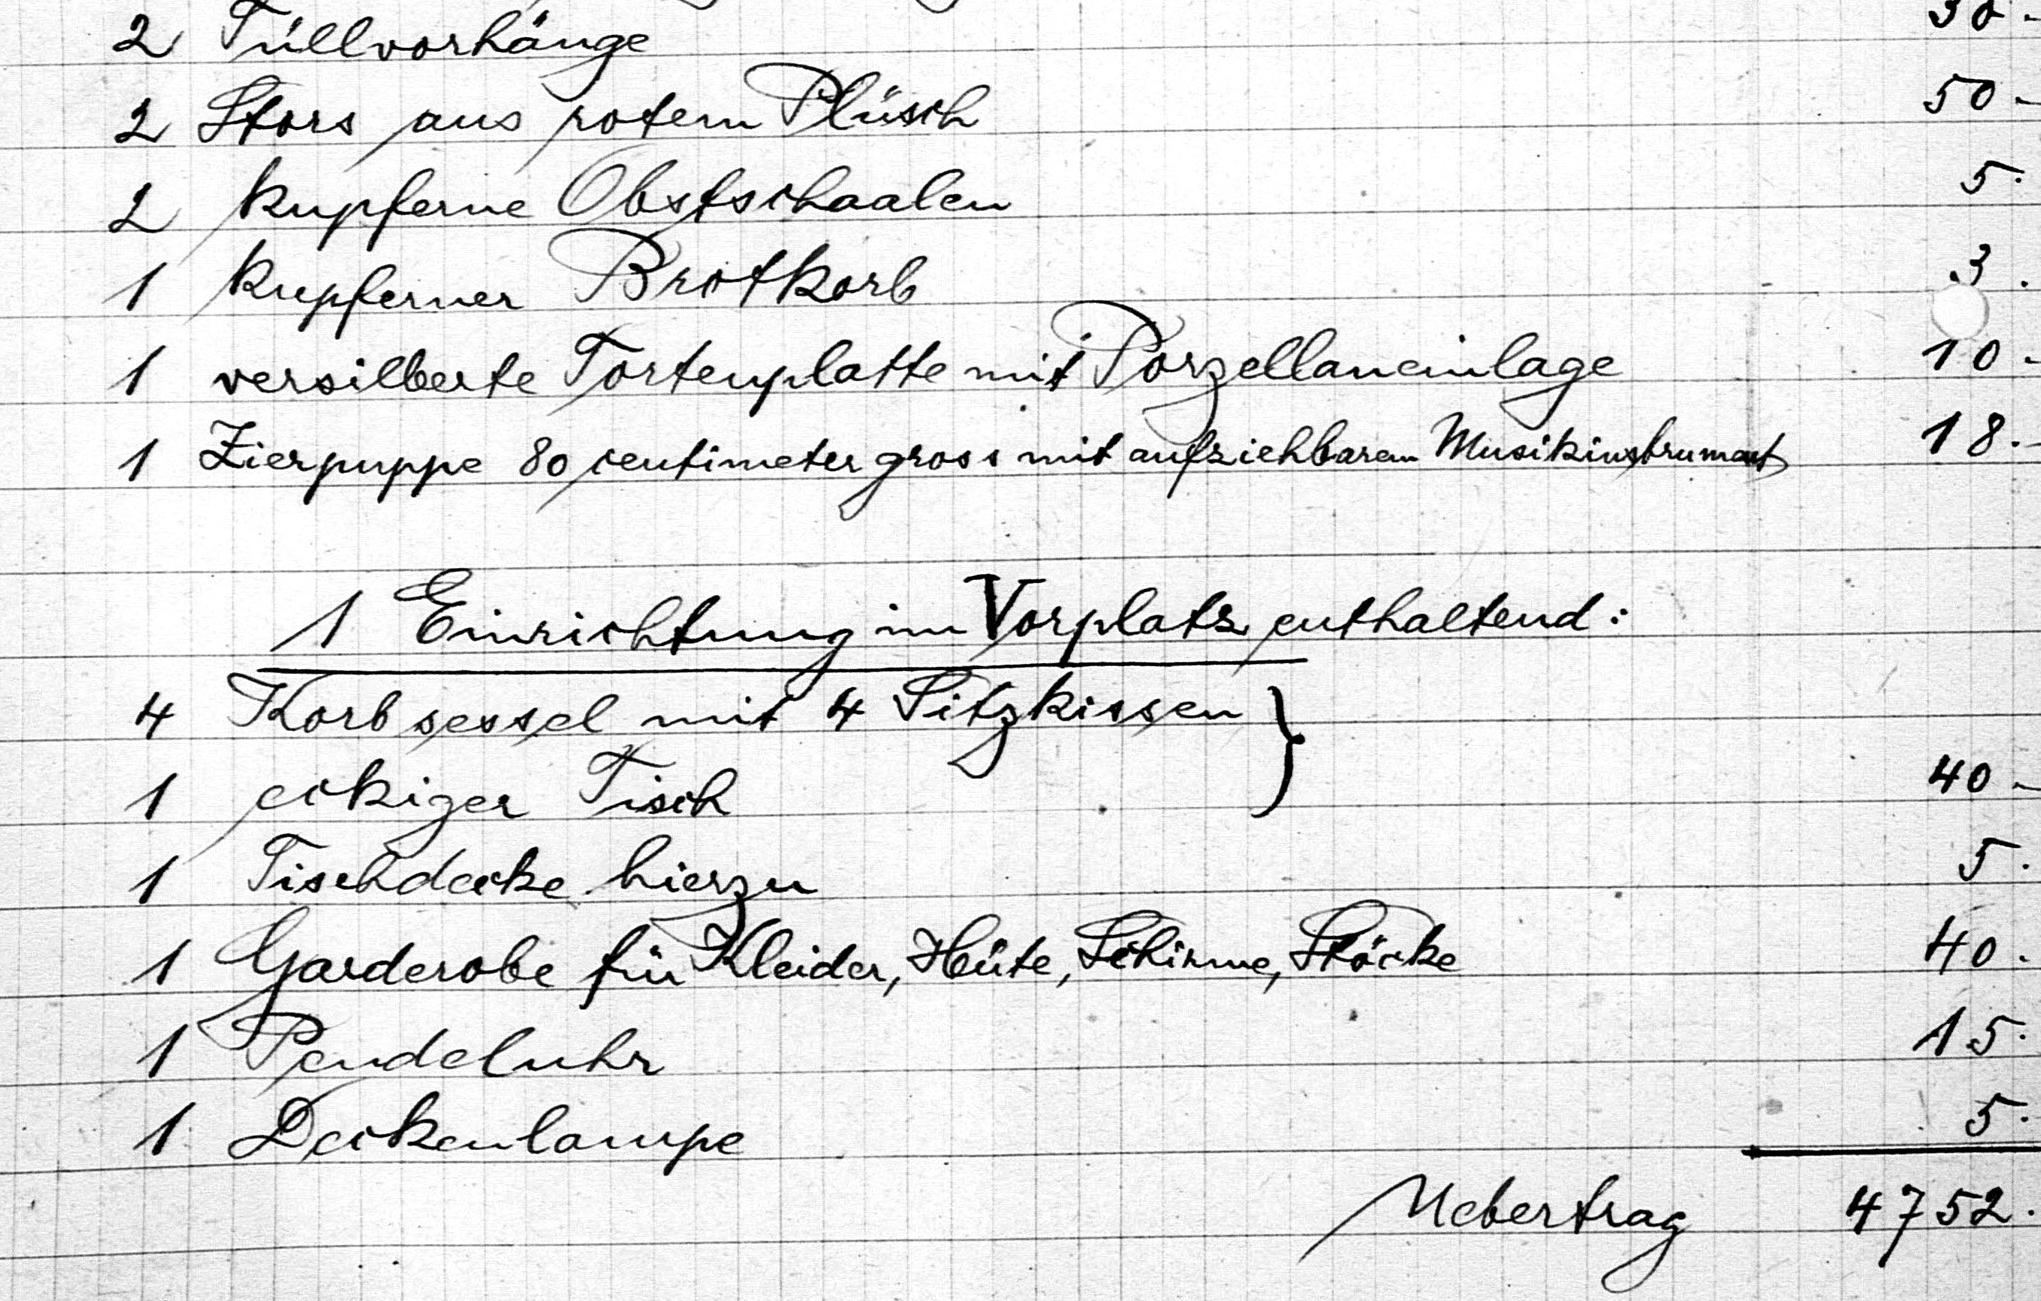 2 Tüllvorhänge 30.-
2 Stors aus rotem Plüsch 50-
2 kupferne Obstschaalen 5.
1 kupferner Brotkorb 3.
1 versilberte Tortenplatte mit Porzellaneinlage 10-
1 Zierpuppe 80 centimeter gross mit aufziehbarem Musikinstrument 18.-
1 Einrichtung im Vorplatz enthaltend:
4 Korbsessel mit 4 Sitzkissen }
1 eckiger Tisch 40-
1 Tischdecke hierzu 5.
1 Garderobe für Kleider, Hüte, Schirme, Stöcke 40.
1 Pendeluhr 15.
1 Deckenlampe 5.
Uebertrag 4752.